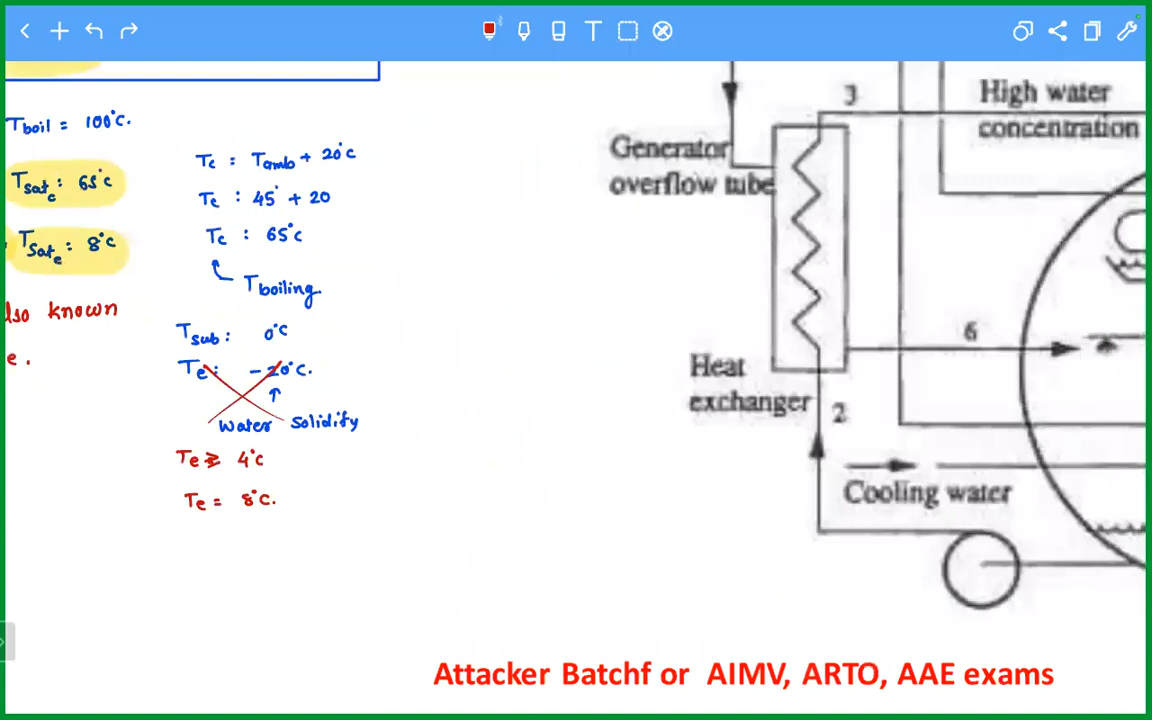 Tboil = 100°C.
Tsatc : 65°C
Tsate : 8°C
lso known
e.
Tc : Tamb + 20°C
Tc : 45° + 20
Tc : 65°C
Tboiling.
Tsub : 0°C
Te : -20°C.
Water Solidify
Te ≥ 4°C
Te = 8°C.
3
High water
concentration
Generator
overflow tube
6
Heat
exchanger
2
Cooling water
Attacker Batchf or AIMV, ARTO, AAE exams